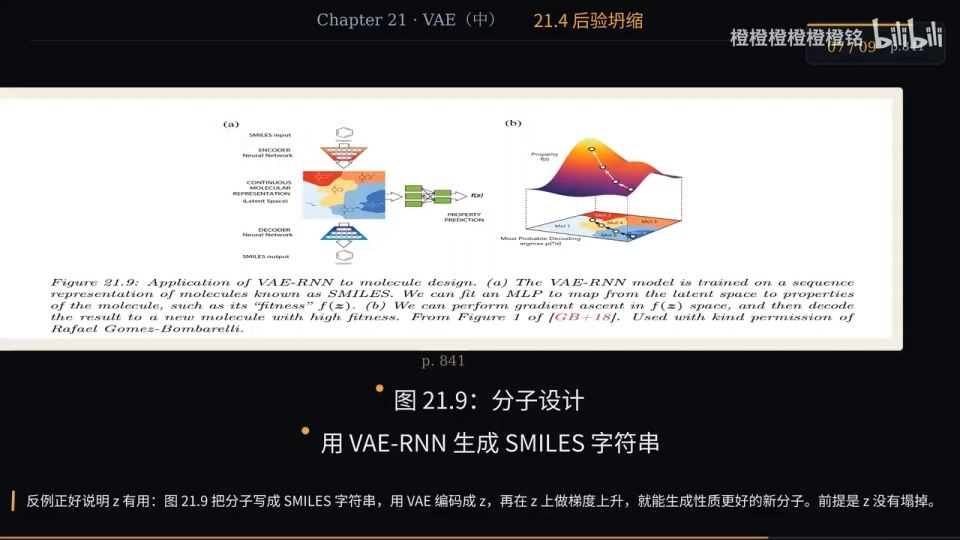 Chapter 21 · VAE（中） 21.4 后验坍缩
橙橙橙橙橙橙铭 bilibili
07 / 09 p.841
(a)
SMILES input
ENCODER
Neural Network
CONTINUOUS
MOLECULAR
REPRESENTATION
(Latent Space)
f(z)
PROPERTY
PREDICTION
DECODER
Neural Network
SMILES output
(b)
Property
f(z)
Mol 1
Mol 2
Mol 3
Mol 4
Most Probable Decoding
argmax p(*|z)
Figure 21.9: Application of VAE-RNN to molecule design. (a) The VAE-RNN model is trained on a sequence
representation of molecules known as SMILES. We can fit an MLP to map from the latent space to properties
of the molecule, such as its “fitness” f(z). (b) We can perform gradient ascent in f(z) space, and then decode
the result to a new molecule with high fitness. From Figure 1 of [GB+18]. Used with kind permission of
Rafael Gomez-Bombarelli.
p. 841
图 21.9：分子设计
用 VAE-RNN 生成 SMILES 字符串
反例正好说明 z 有用：图 21.9 把分子写成 SMILES 字符串，用 VAE 编码成 z，再在 z 上做梯度上升，就能生成性质更好的新分子。前提是 z 没有塌掉。